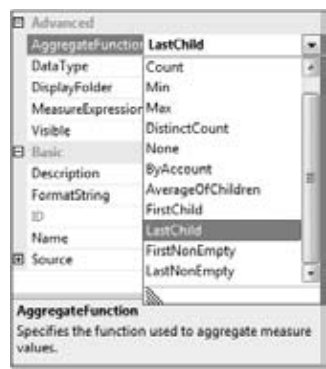 Advanced
AggregateFunction LastChild
DataType
Count
DisplayFolder
Min
MeasureExpression
Max
Visible
DistinctCount
None
Basic
Description
ByAccount
FormatString
AverageOfChildren
ID
FirstChild
Name
LastChild
Source
FirstNonEmpty
LastNonEmpty
AggregateFunction
Specifies the function used to aggregate measure
values.